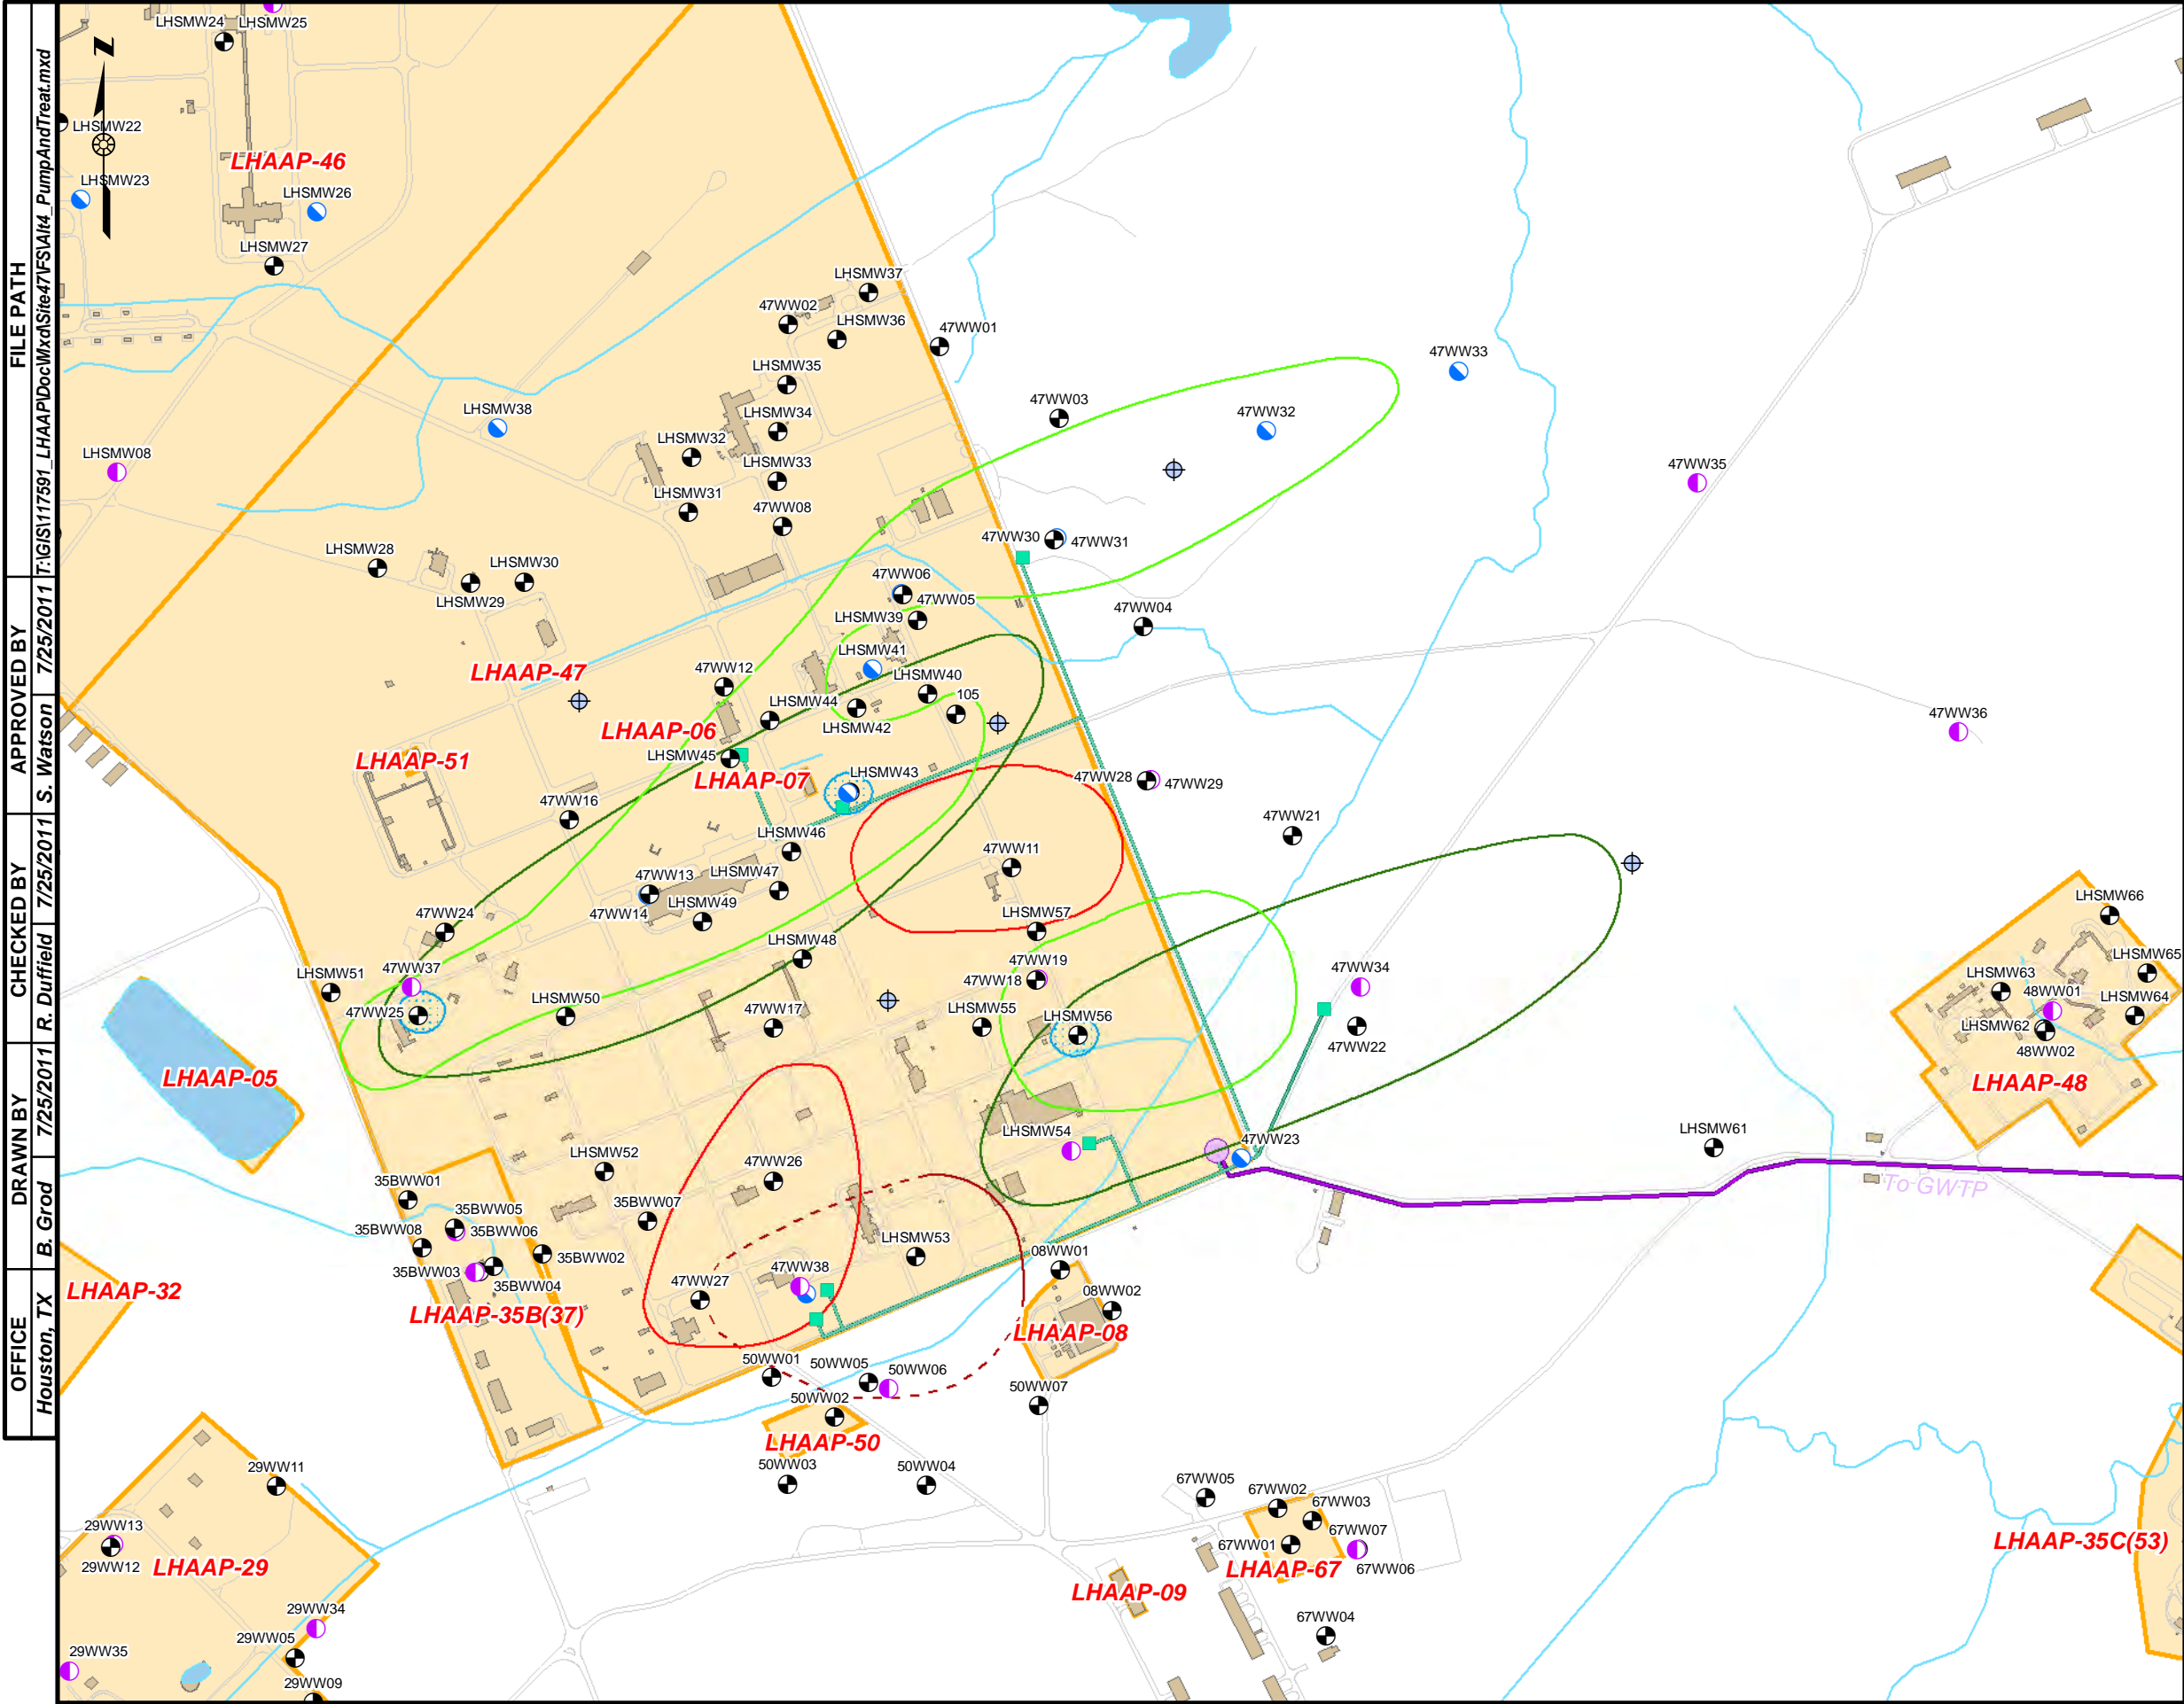 FILE PATH
T:\GIS\117591_LHAAP\Doc\Mxd\Site47\FS\Alt4_PumpAndTreat.mxd
APPROVED BY
S. Watson 7/25/2011
CHECKED BY
R. Duffield 7/25/2011
DRAWN BY
B. Grod 7/25/2011
OFFICE
Houston, TX
N
LHSMW24
LHSMW25
LHSMW22
LHAAP-46
LHSMW23
LHSMW26
LHSMW27
LHSMW37
47WW02
LHSMW36
47WW01
47WW33
LHSMW35
47WW03
47WW32
LHSMW38
LHSMW34
LHSMW32
LHSMW08
LHSMW33
47WW35
LHSMW31
47WW08
47WW30
47WW31
LHSMW28
LHSMW30
LHSMW29
47WW06
47WW05
47WW04
LHSMW39
LHSMW41
LHAAP-47
47WW12
LHSMW40
105
LHSMW44
LHSMW42
47WW36
LHAAP-06
LHSMW45
LHAAP-51
LHAAP-07
LHSMW43
47WW28
47WW29
47WW16
47WW21
LHSMW46
47WW13
LHSMW47
47WW11
47WW14
LHSMW49
47WW24
LHSMW57
LHSMW66
LHSMW48
47WW19
LHSMW51
47WW37
47WW18
47WW34
LHSMW65
LHSMW63
48WW01
LHSMW64
47WW25
LHSMW50
47WW17
LHSMW55
LHSMW56
LHSMW62
47WW22
48WW02
LHAAP-05
LHAAP-48
LHSMW54
47WW23
LHSMW61
LHSMW52
47WW26
35BWW01
To GWTP
35BWW07
35BWW05
35BWW08
35BWW06
LHSMW53
08WW01
35BWW02
35BWW03
35BWW04
47WW27
47WW38
LHAAP-32
08WW02
LHAAP-35B(37)
LHAAP-08
50WW01
50WW05
50WW06
50WW02
50WW07
LHAAP-50
50WW03
50WW04
29WW11
67WW05
67WW02
67WW03
29WW13
67WW07
67WW01
LHAAP-35C(53)
29WW12
LHAAP-29
LHAAP-67
67WW06
LHAAP-09
29WW34
67WW04
29WW05
29WW35
29WW09